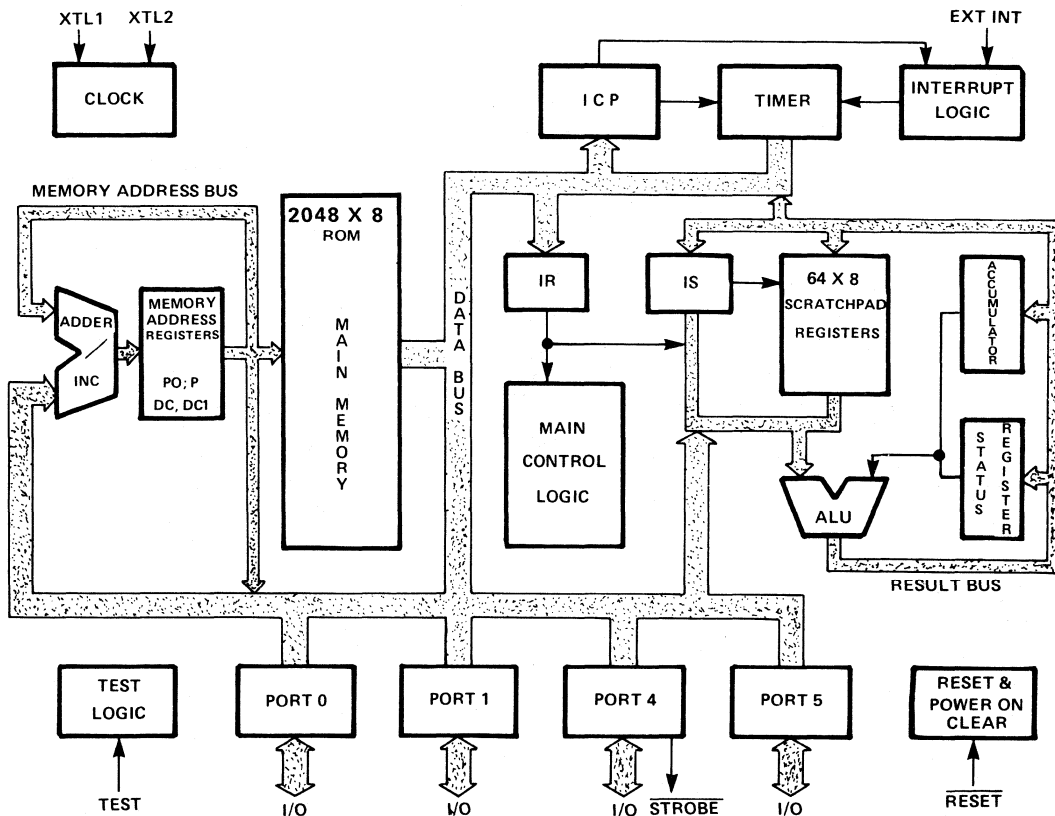 XTL1 XTL2
EXT INT
CLOCK
ICP
TIMER
INTERRUPT
LOGIC
MEMORY ADDRESS BUS
2048 X 8
ROM
MAIN MEMORY
DATA BUS
IR
IS
64 X 8
SCRATCHPAD
REGISTERS
ACCUMULATOR
ADDER
INC
MEMORY
ADDRESS
REGISTERS
PO; P
DC, DC1
MAIN
CONTROL
LOGIC
STATUS
REGISTER
ALU
RESULT BUS
TEST
LOGIC
PORT 0
PORT 1
PORT 4
PORT 5
RESET &
POWER ON
CLEAR
TEST
I/O
I/O
I/O
STROBE
I/O
RESET